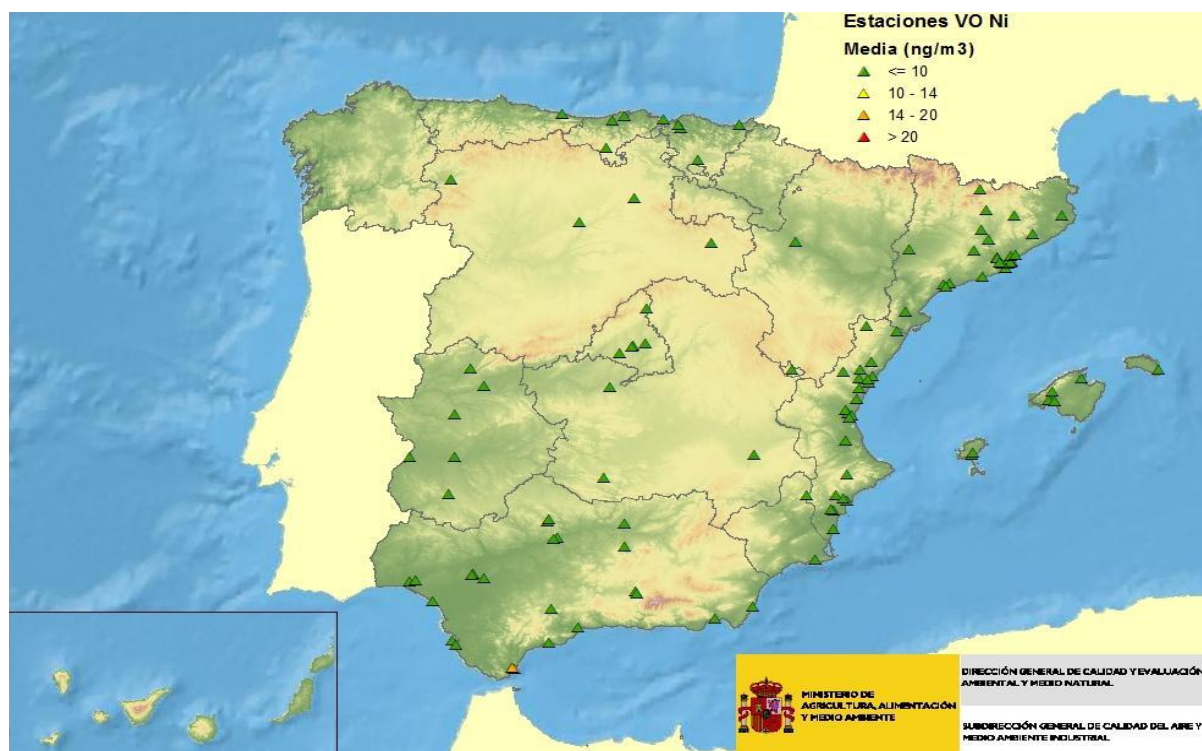 Estaciones VO Ni
Media (ng/m3)
<= 10
10 - 14
14 - 20
> 20
MINISTERIO DE
AGRICULTURA, ALIMENTACIÓN
Y MEDIO AMBIENTE
DIRECCIÓN GENERAL DE CALIDAD Y EVALUACIÓN
AMBIENTAL Y MEDIO NATURAL
SUBDIRECCIÓN GENERAL DE CALIDAD DEL AIRE Y
MEDIO AMBIENTE INDUSTRIAL